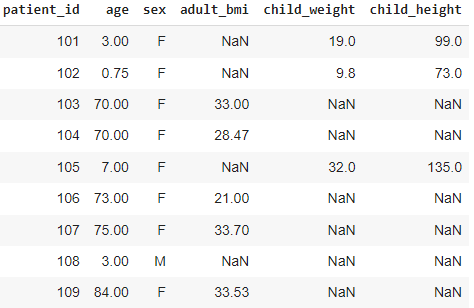 patient_id age sex adult_bmi child_weight child_height
101 3.00 F NaN 19.0 99.0
102 0.75 F NaN 9.8 73.0
103 70.00 F 33.00 NaN NaN
104 70.00 F 28.47 NaN NaN
105 7.00 F NaN 32.0 135.0
106 73.00 F 21.00 NaN NaN
107 75.00 F 33.70 NaN NaN
108 3.00 M NaN NaN NaN
109 84.00 F 33.53 NaN NaN